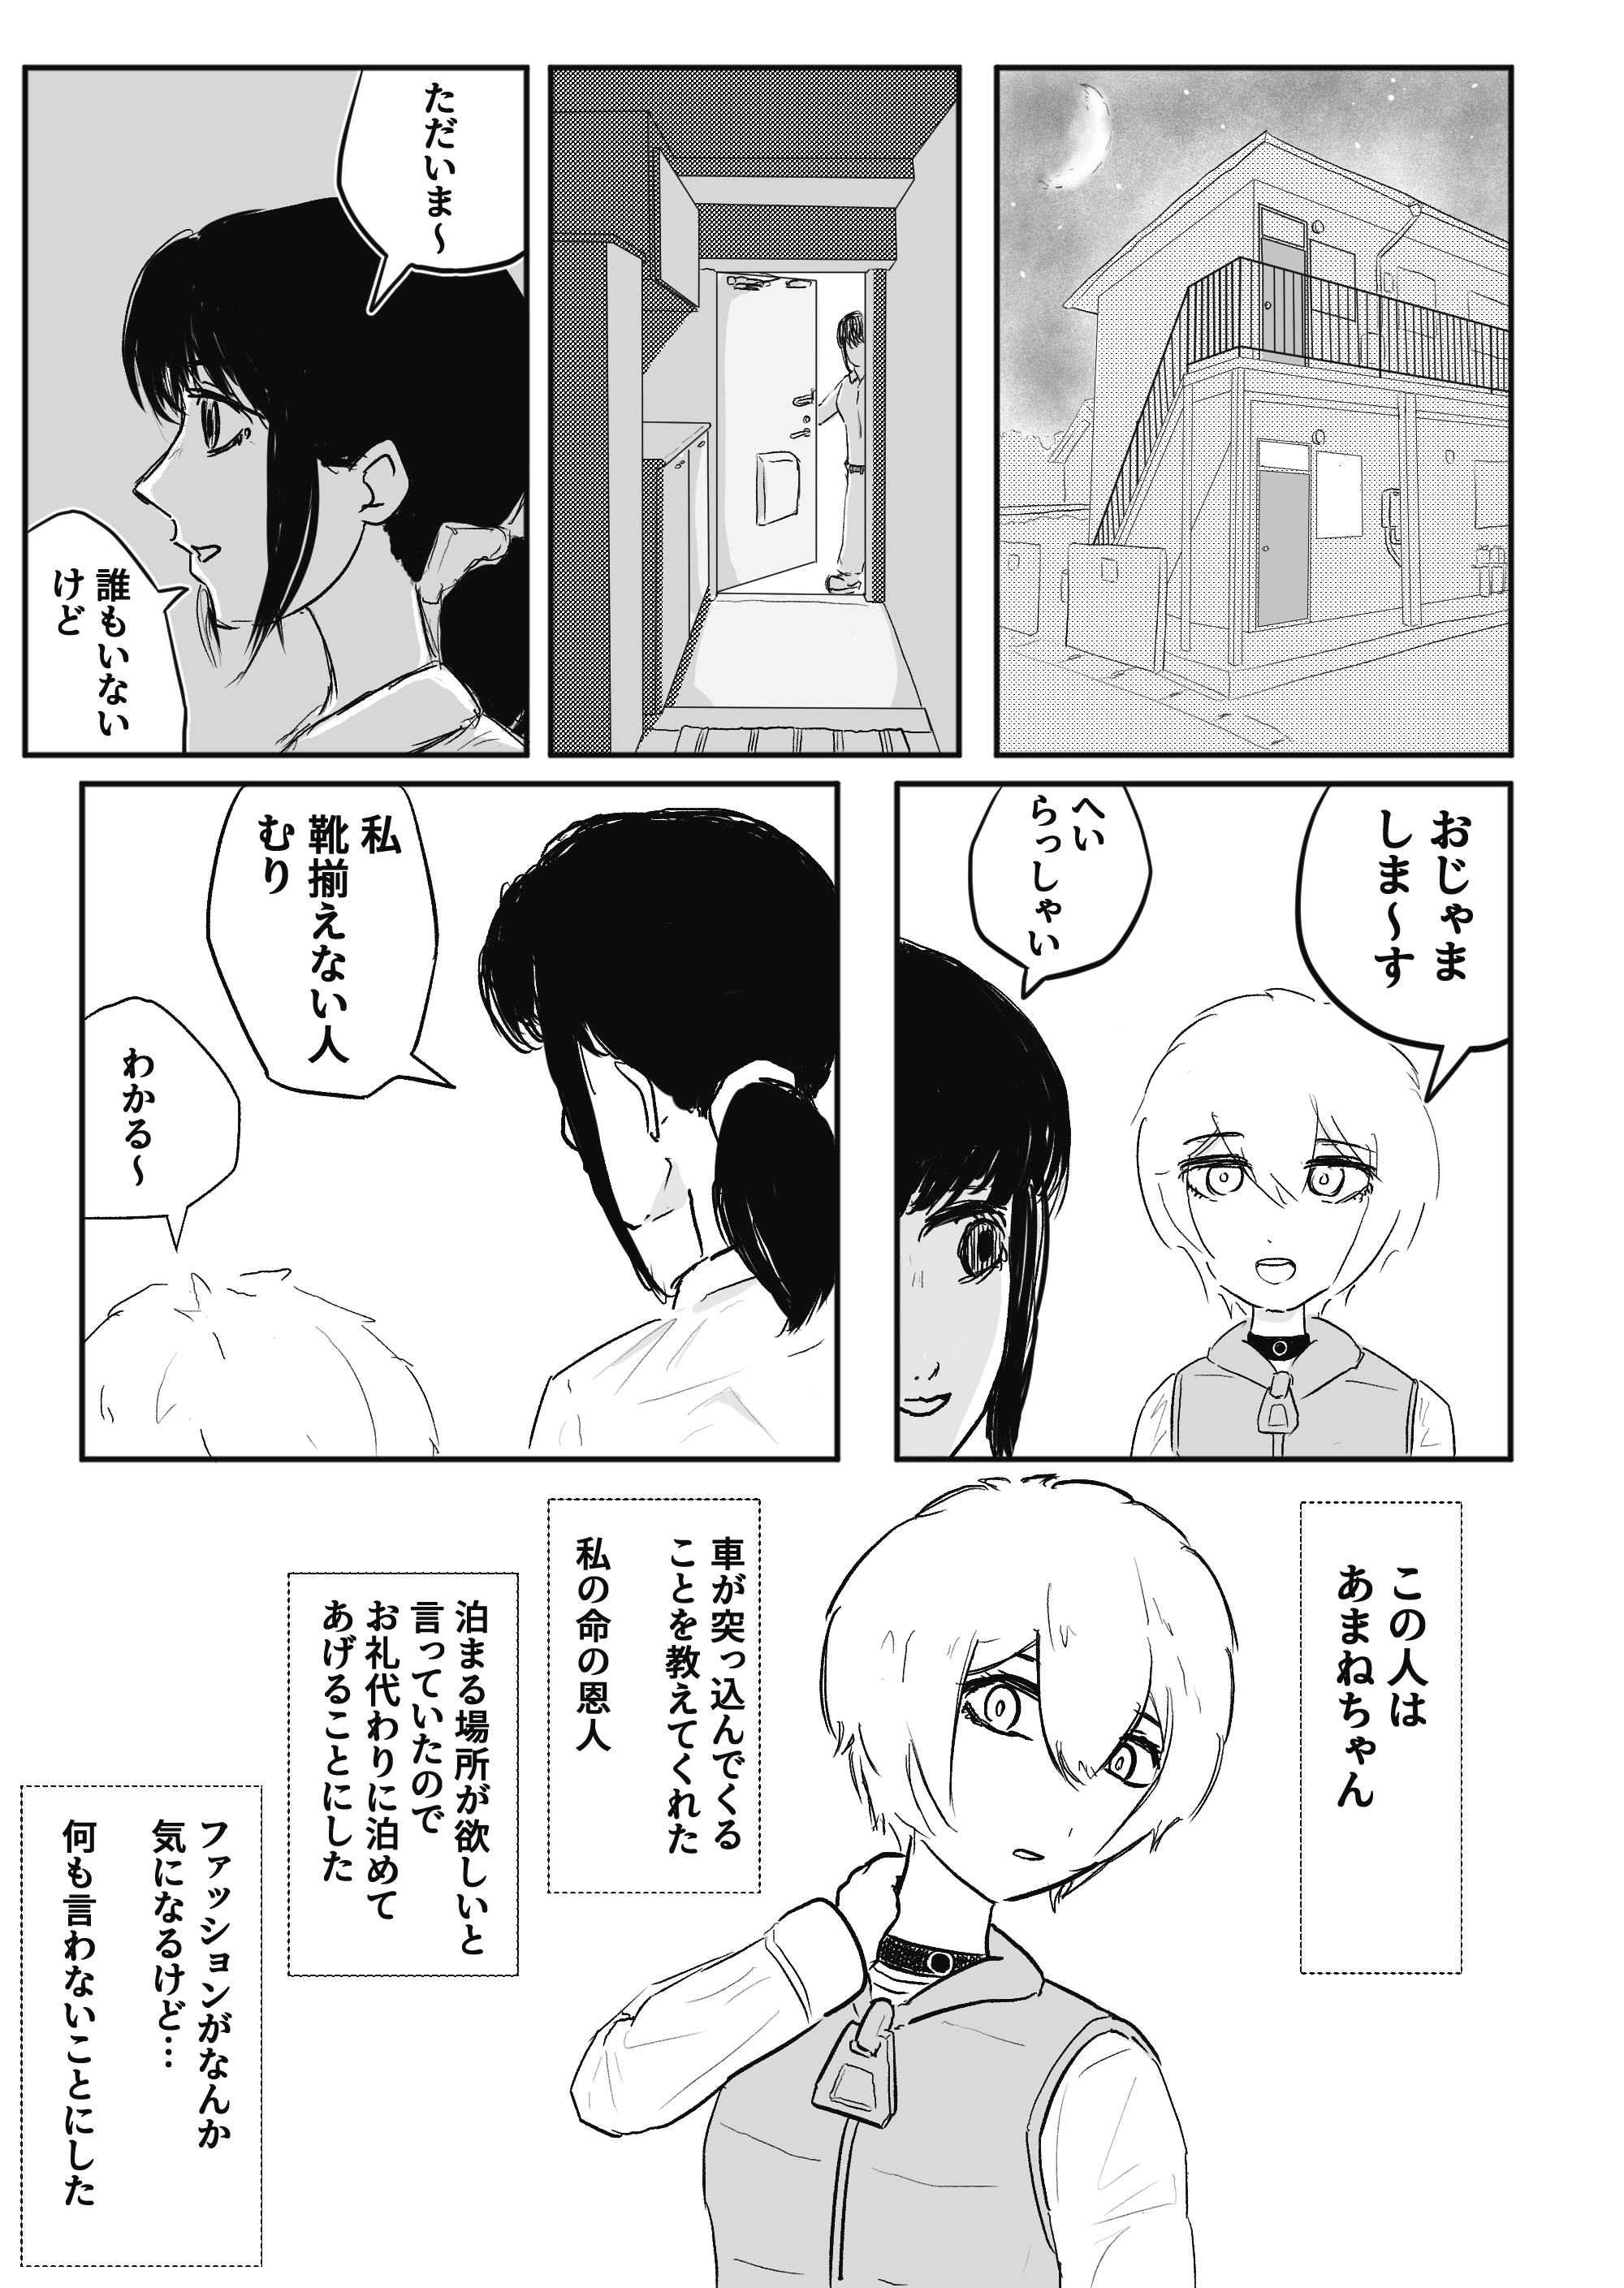 ただいま～
誰もいない
けど
おじゃま
しま～す
へい
らっしゃい
私
靴揃えない人
むり
わかる～
この人は
あまねちゃん
車が突っ込んでくる
ことを教えてくれた
私の命の恩人
泊まる場所が欲しいと
言っていたので
お礼代わりに泊めて
あげることにした
ファッションがなんか
気になるけど…
何も言わないことにした